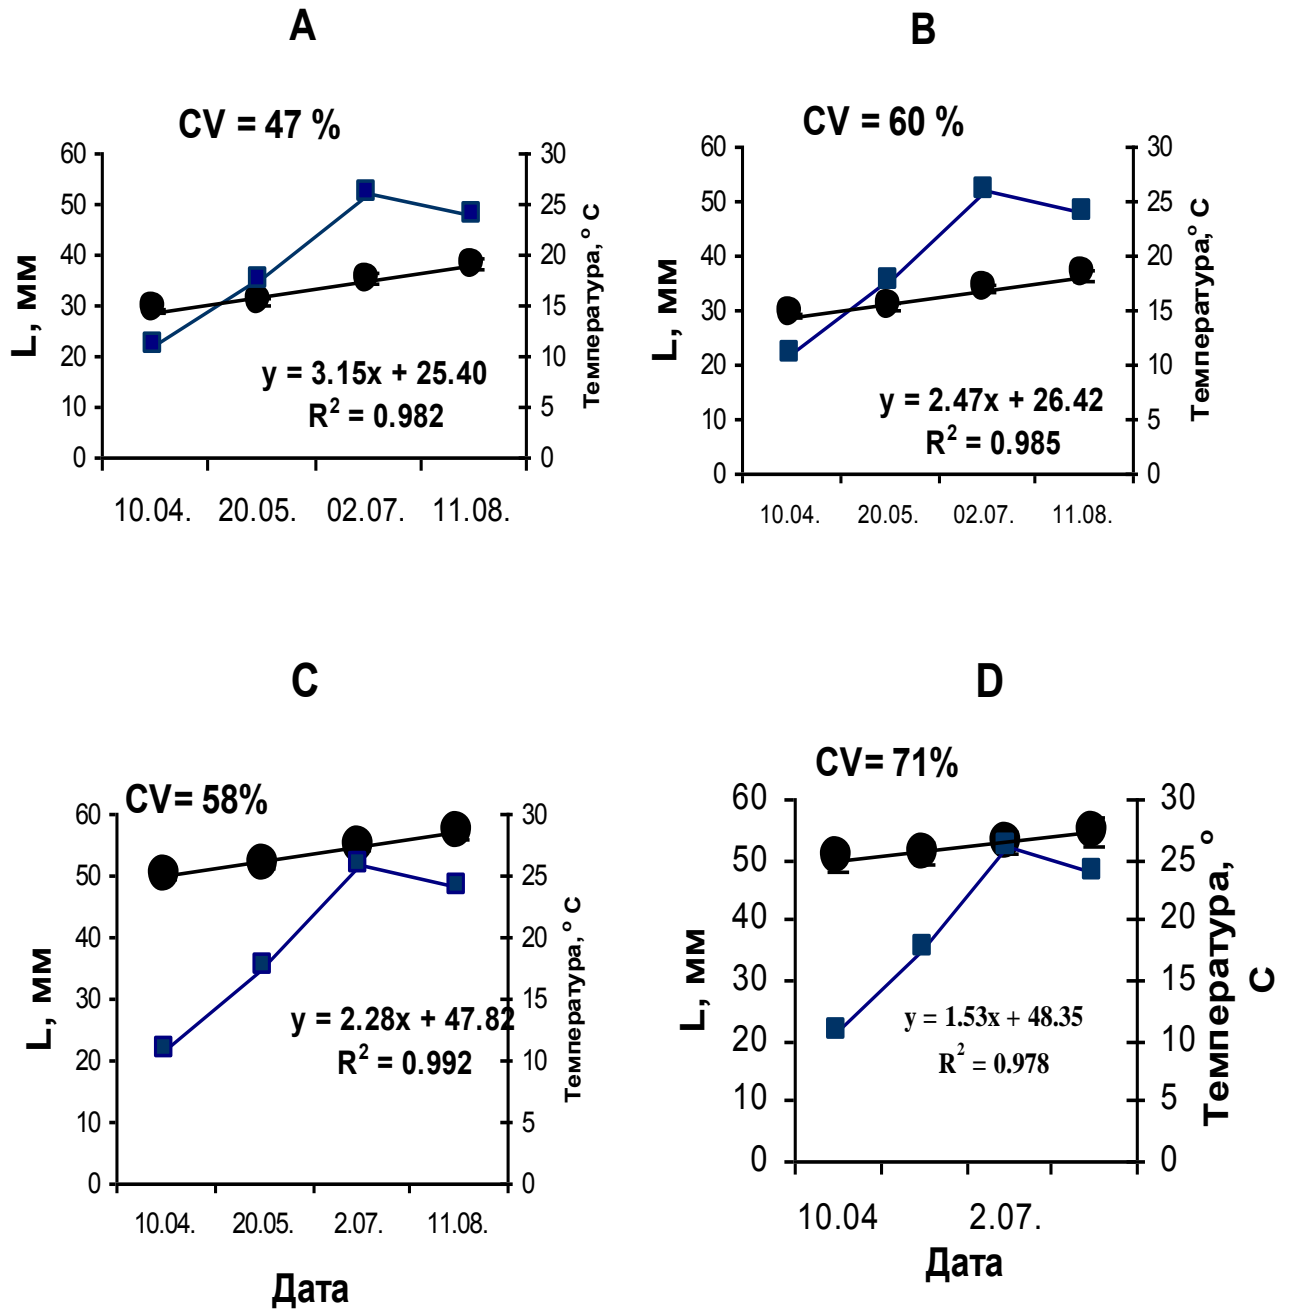 A
CV = 47 %
60
50
40
30
20
10
0
L, мм
30
25
20
15
10
5
0
Температура,° C
y = 3.15x + 25.40
R² = 0.982
10.04. 20.05. 02.07. 11.08.
B
CV = 60 %
60
50
40
30
20
10
0
L, мм
30
25
20
15
10
5
0
Температура,° C
y = 2.47x + 26.42
R² = 0.985
10.04. 20.05. 02.07. 11.08.
C
CV= 58%
60
50
40
30
20
10
0
L, мм
30
25
20
15
10
5
0
Температура,° C
y = 2.28x + 47.82
R² = 0.992
10.04. 20.05. 2.07. 11.08.
Дата
D
CV= 71%
60
50
40
30
20
10
0
L, мм
30
25
20
15
10
5
0
Температура, °
C
y = 1.53x + 48.35
R² = 0.978
10.04 2.07.
Дата